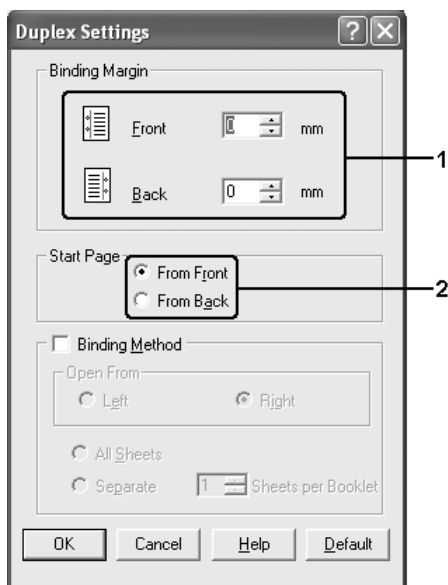 Duplex Settings
Binding Margin
Front 0 mm
1
Back 0 mm
Start Page
From Front
2
From Back
Binding Method
Open From
Left Right
All Sheets
Separate 1 Sheets per Booklet
OK Cancel Help Default